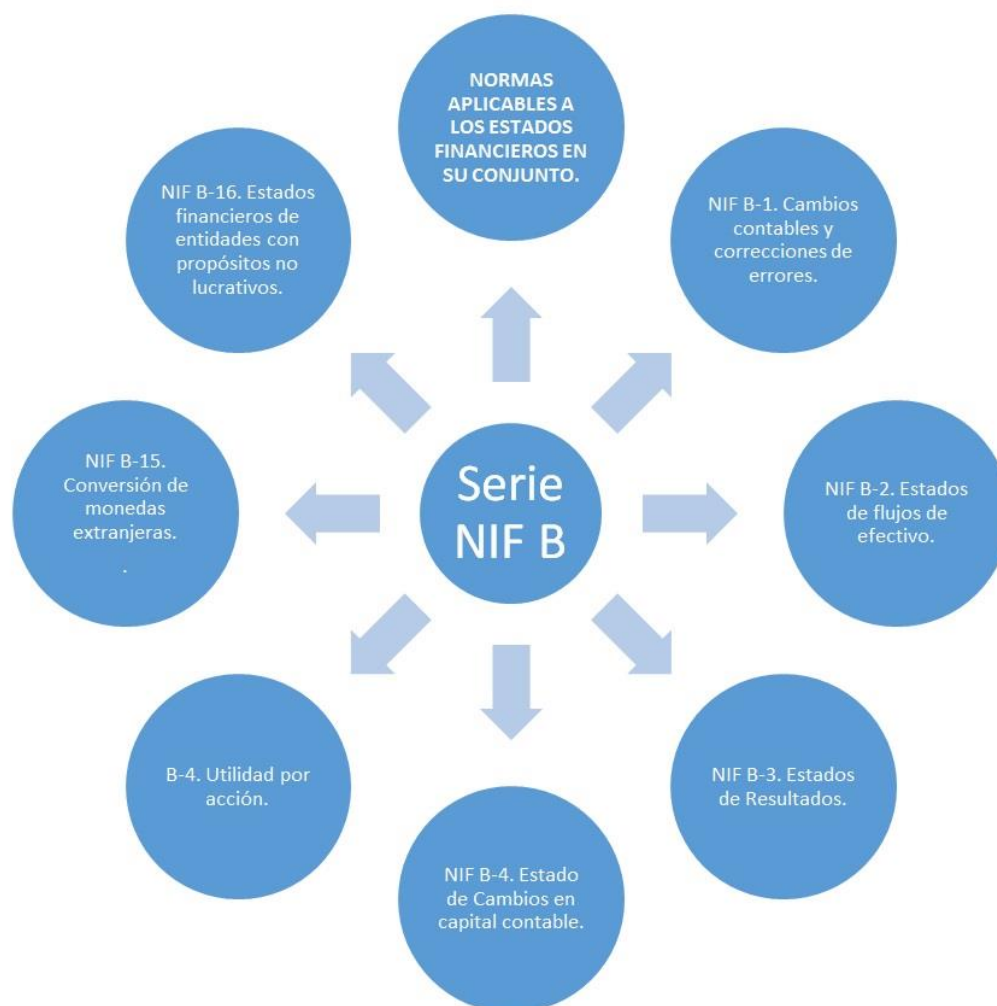 NORMAS
APLICABLES A
LOS ESTADOS
FINANCIEROS EN
SU CONJUNTO.
NIF B-1. Cambios
contables y
correcciones de
errores.
NIF B-2. Estados
de flujos de
efectivo.
NIF B-3. Estados
de Resultados.
NIF B-4. Estado
de Cambios en
capital contable.
B-4. Utilidad por
acción.
NIF B-15.
Conversión de
monedas
extranjeras.
.
NIF B-16. Estados
financieros de
entidades con
propósitos no
lucrativos.
Serie
NIF B